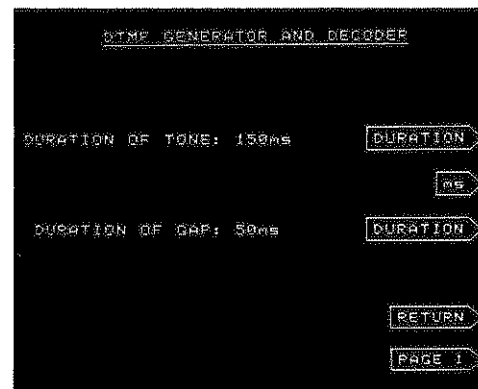 DTMF GENERATOR AND DECODER
DURATION OF TONE: 150ms DURATION
ms
DURATION OF GAP: 50ms DURATION
RETURN
PAGE 1